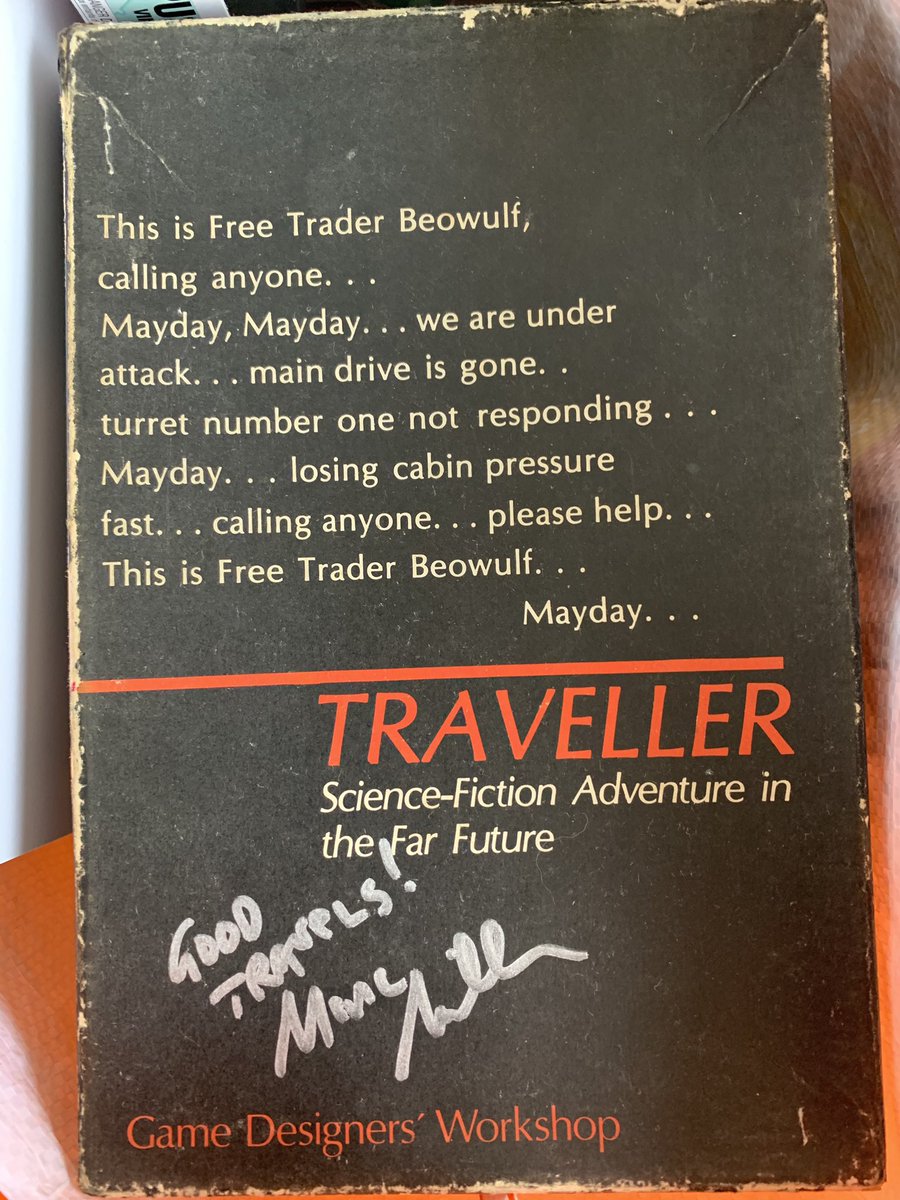 This is Free Trader Beowulf,
calling anyone. . .
Mayday, Mayday. . . we are under
attack. . . main drive is gone. .
turret number one not responding . . .
Mayday. . . losing cabin pressure
fast. . . calling anyone. . . please help. . .
This is Free Trader Beowulf. . .
Mayday. . .
TRAVELLER
Science-Fiction Adventure in
the Far Future
GOOD
TRAVELS!
Marc Miller
Game Designers' Workshop